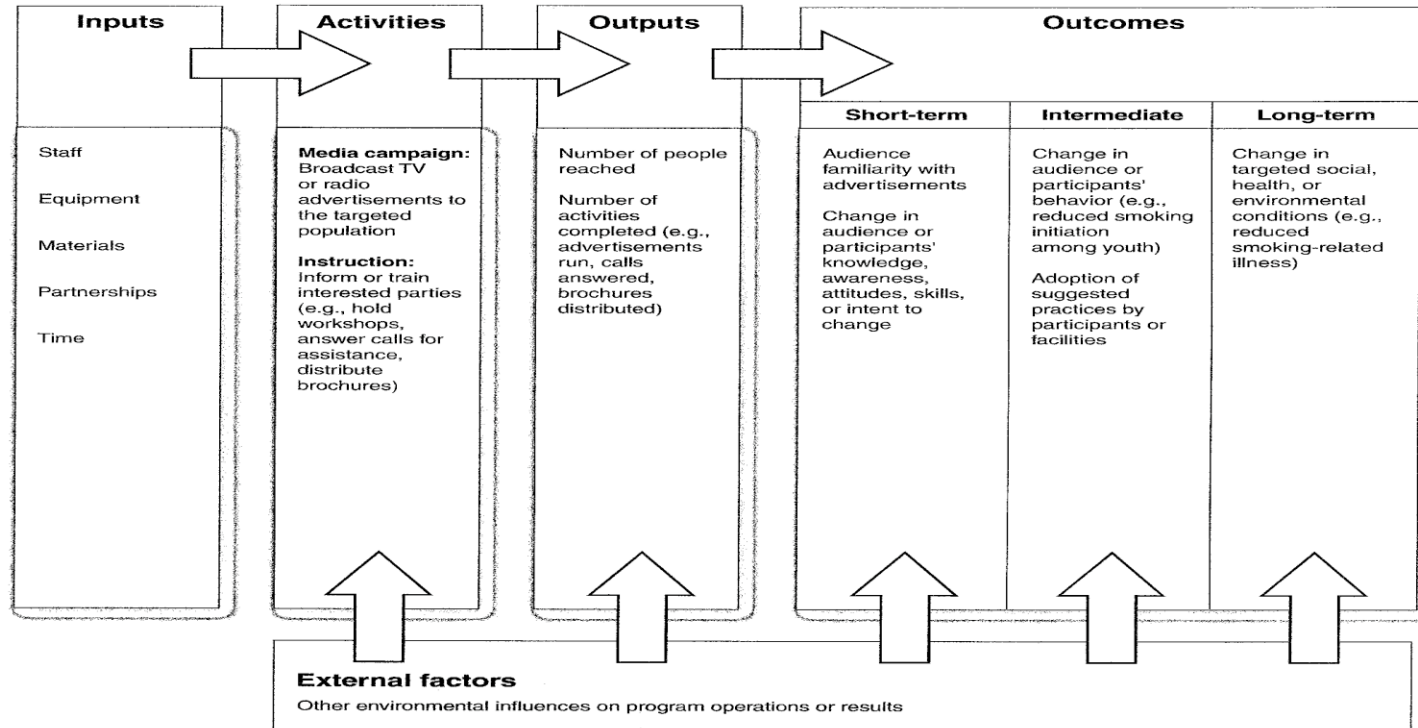 Inputs
Activities
Outputs
Outcomes
Short-term
Intermediate
Long-term
Staff
Equipment
Materials
Partnerships
Time
Media campaign:
Broadcast TV
or radio
advertisements to
the targeted
population
Instruction:
Inform or train
interested parties
(e.g., hold
workshops,
answer calls for
assistance,
distribute
brochures)
Number of people
reached
Number of
activities
completed (e.g.,
advertisements
run, calls
answered,
brochures
distributed)
Audience
familiarity with
advertisements
Change in
audience or
participants'
knowledge,
awareness,
attitudes, skills,
or intent to
change
Change in
audience or
participants'
behavior (e.g.,
reduced smoking
initiation
among youth)
Adoption of
suggested
practices by
participants or
facilities
Change in
targeted social,
health, or
environmental
conditions (e.g.,
reduced
smoking-related
illness)
External factors
Other environmental influences on program operations or results